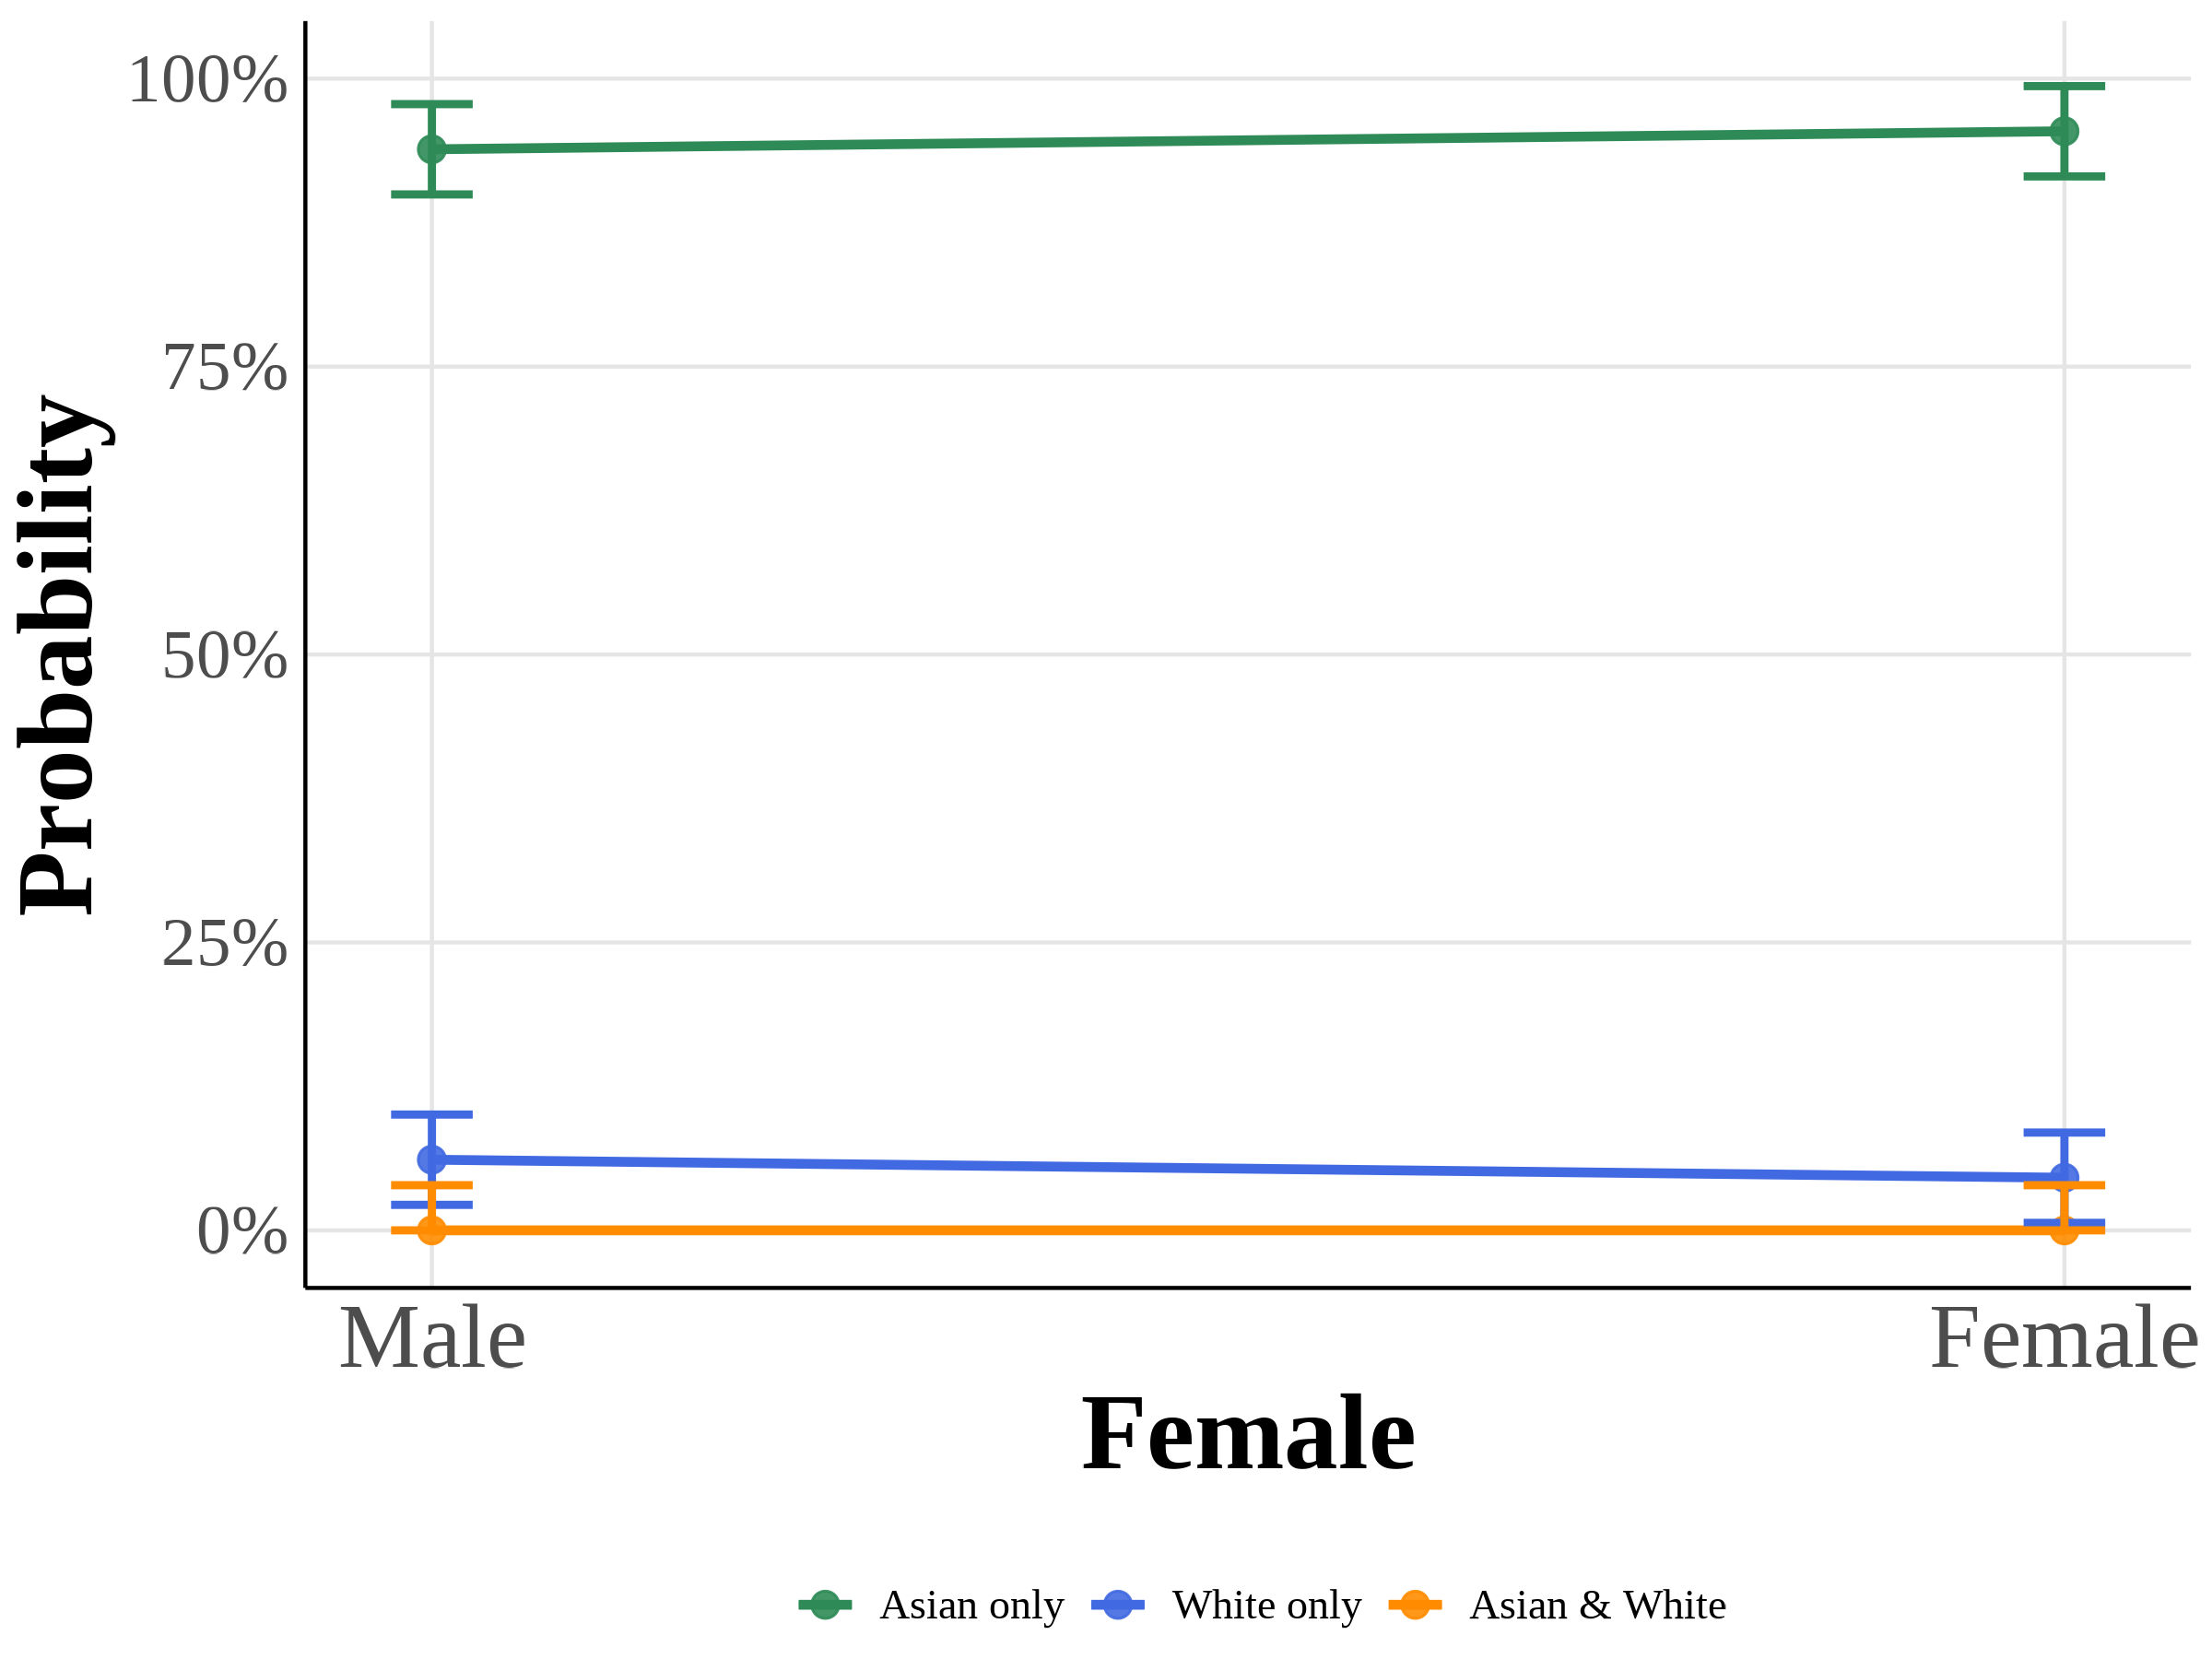 100%
75%
50%
25%
0%
Probability
Male
Female
Female
Asian only
White only
Asian & White